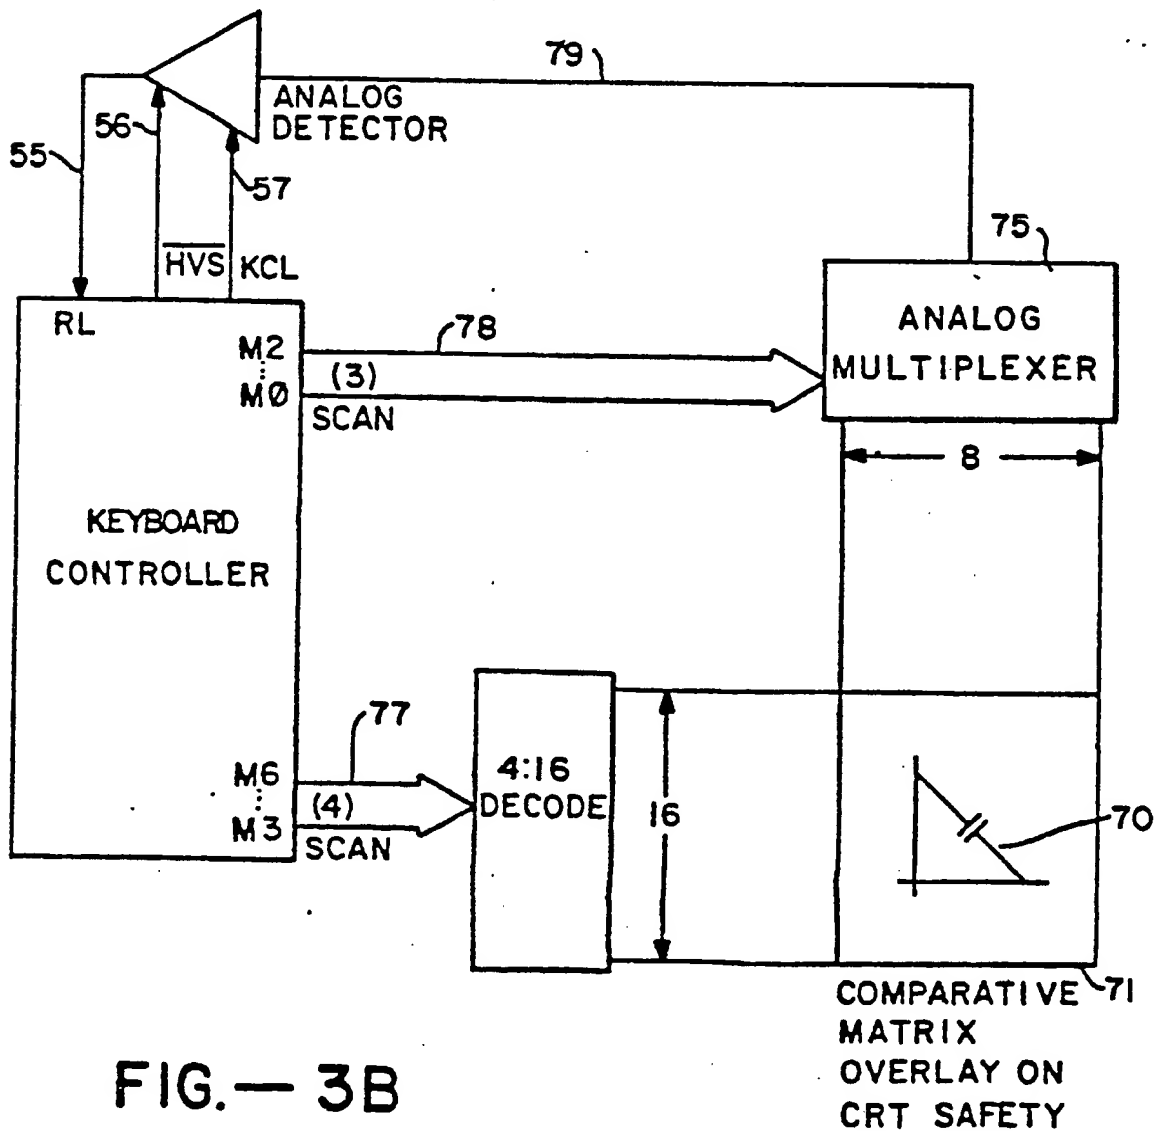 79
ANALOG
DETECTOR
56
55
57
H̅V̅S̅ KCL
75
RL
78
ANALOG
MULTIPLEXER
M2
(3)
MØ
SCAN
8
KEYBOARD
CONTROLLER
77
M6
(4)
M3
SCAN
4:16
DECODE
16
70
71
COMPARATIVE
MATRIX
OVERLAY ON
CRT SAFETY
FIG.— 3B